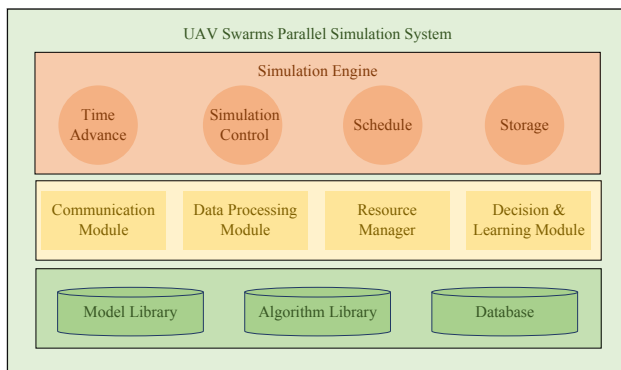 UAV Swarms Parallel Simulation System
Simulation Engine
Time
Advance
Simulation
Control
Schedule
Storage
Communication
Module
Data Processing
Module
Resource
Manager
Decision &
Learning Module
Model Library
Algorithm Library
Database